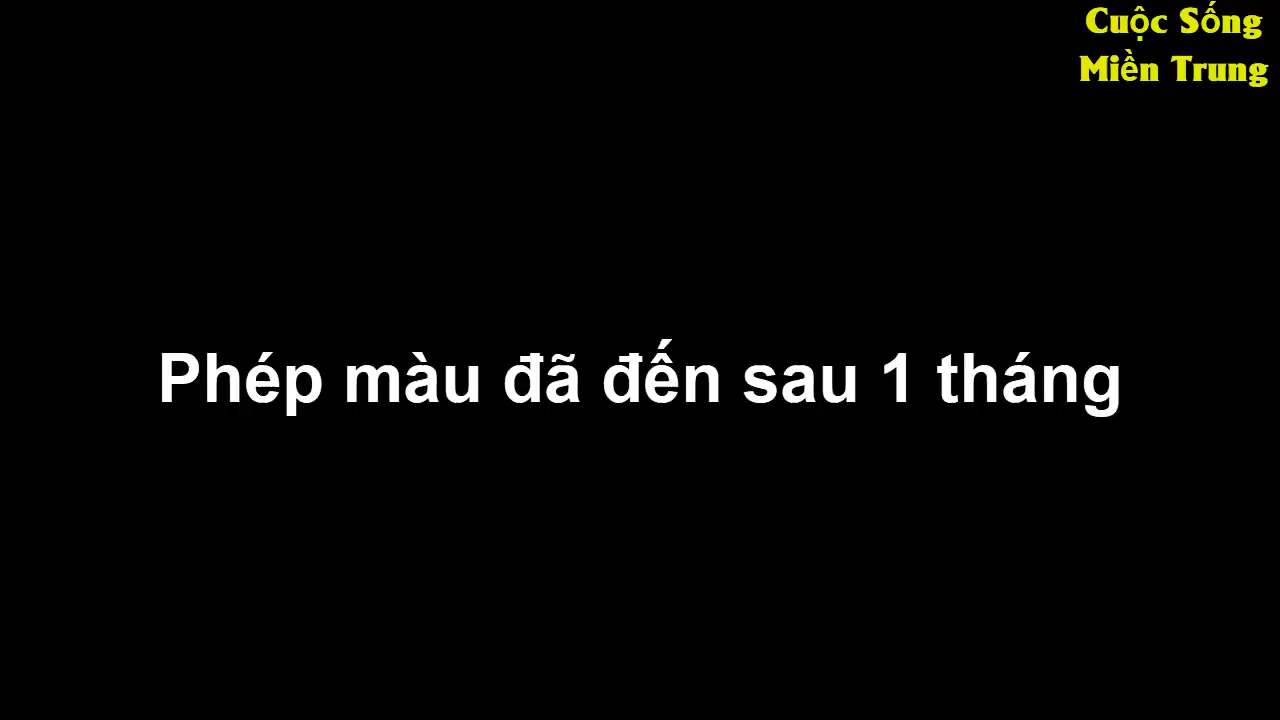 Cuộc Sống
Miền Trung
Phép màu đã đến sau 1 tháng